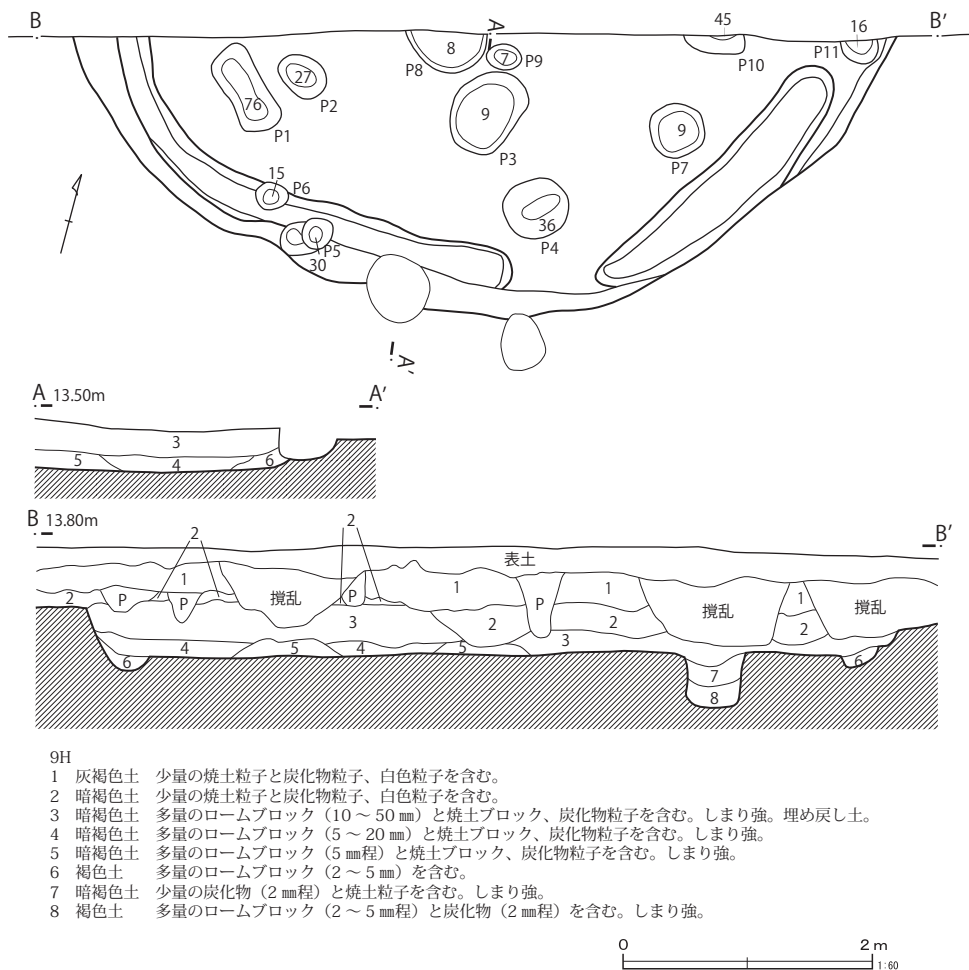 B A B'
45 16
8 7 P9
P8 P10 P11
27 P2
76 P1
9 P3
9 P7
15 P6
36 P4
P5
30
A'
A 13.50m A'
3
5 4 6
B 13.80m B'
2 2
表土
1 1 1 1
2 P P 撹乱 P P 撹乱 撹乱
3 2 2 2
4 5 4 5 3
6 6
7
8
9H
1 灰褐色土 少量の焼土粒子と炭化物粒子、白色粒子を含む。
2 暗褐色土 少量の焼土粒子と炭化物粒子、白色粒子を含む。
3 暗褐色土 多量のロームブロック（10～50㎜）と焼土ブロック、炭化物粒子を含む。しまり強。埋め戻し土。
4 暗褐色土 多量のロームブロック（5～20㎜）と焼土ブロック、炭化物粒子を含む。しまり強。
5 暗褐色土 多量のロームブロック（5㎜程）と焼土ブロック、炭化物粒子を含む。しまり強。
6 褐色土 多量のロームブロック（2～5㎜）を含む。
7 暗褐色土 少量の炭化物（2㎜程）と焼土粒子を含む。しまり強。
8 褐色土 多量のロームブロック（2～5㎜程）と炭化物（2㎜程）を含む。しまり強。
0 2m
1:60